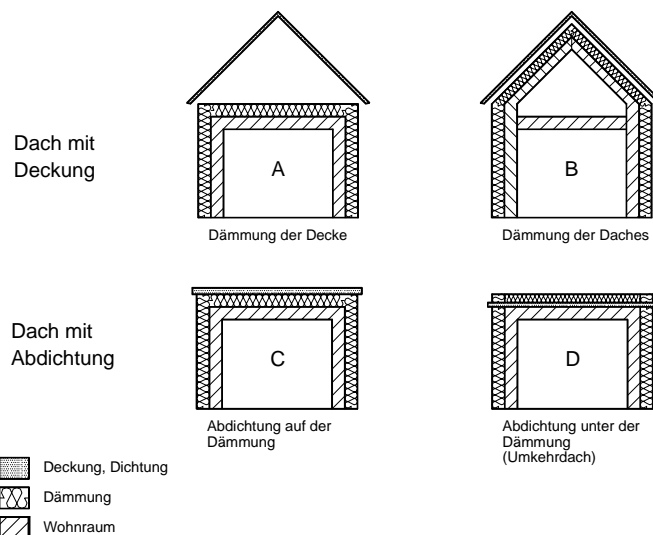 Dach mit
Deckung
A
B
Dämmung der Decke
Dämmung der Daches
Dach mit
Abdichtung
C
D
Abdichtung auf der
Dämmung
Abdichtung unter der
Dämmung
(Umkehrdach)
Deckung, Dichtung
Dämmung
Wohnraum